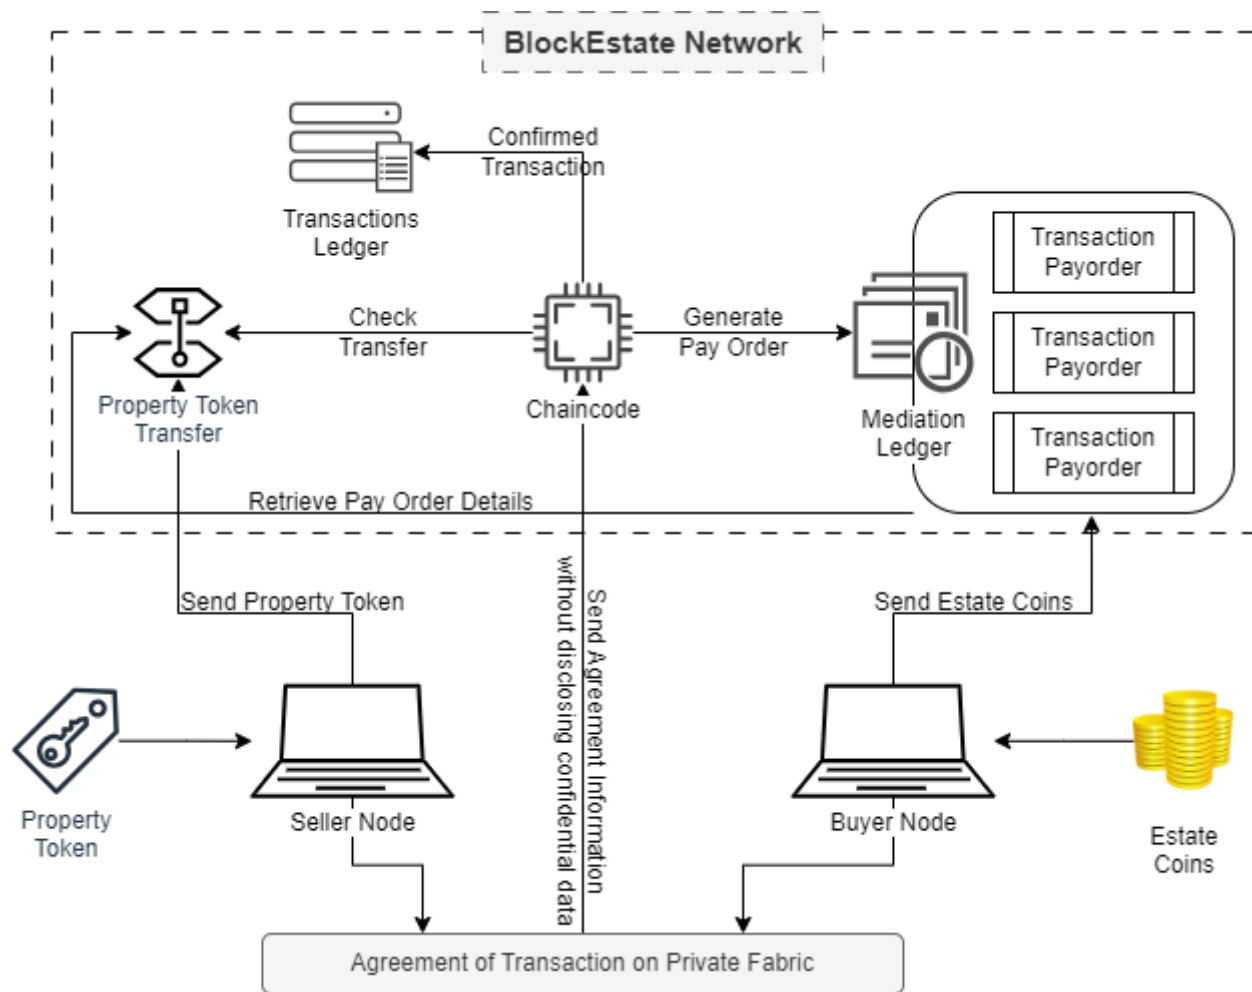 BlockEstate Network
Confirmed
Transaction
Transactions
Ledger
Transaction
Payorder
Check
Transfer
Generate
Pay Order
Transaction
Payorder
Property Token
Transfer
Chaincode
Mediation
Ledger
Transaction
Payorder
Retrieve Pay Order Details
Send Property Token
Send Agreement Information
without disclosing confidential data
Send Estate Coins
Property
Token
Seller Node
Buyer Node
Estate
Coins
Agreement of Transaction on Private Fabric